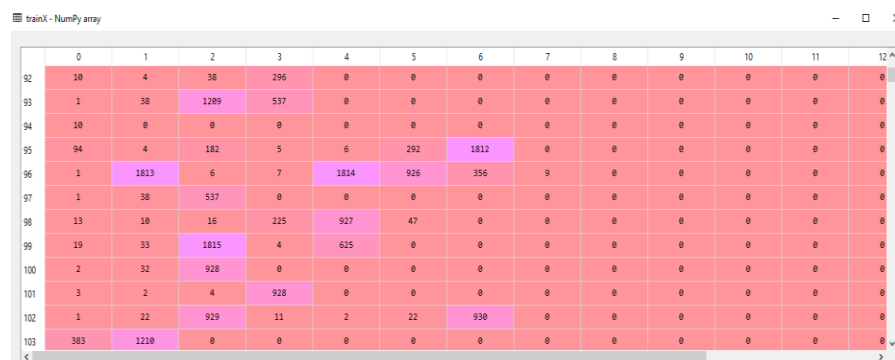 trainX - NumPy array
0 1 2 3 4 5 6 7 8 9 10 11 12
92 10 4 38 296 0 0 0 0 0 0 0 0 0
93 1 38 1209 537 0 0 0 0 0 0 0 0 0
94 10 0 0 0 0 0 0 0 0 0 0 0 0
95 94 4 182 5 6 292 1812 0 0 0 0 0 0
96 1 1813 6 7 1814 926 356 9 0 0 0 0 0
97 1 38 537 0 0 0 0 0 0 0 0 0 0
98 13 10 16 225 927 47 0 0 0 0 0 0 0
99 19 33 1815 4 625 0 0 0 0 0 0 0 0
100 2 32 928 0 0 0 0 0 0 0 0 0 0
101 3 2 4 928 0 0 0 0 0 0 0 0 0
102 1 22 929 11 2 22 930 0 0 0 0 0 0
103 383 1210 0 0 0 0 0 0 0 0 0 0 0